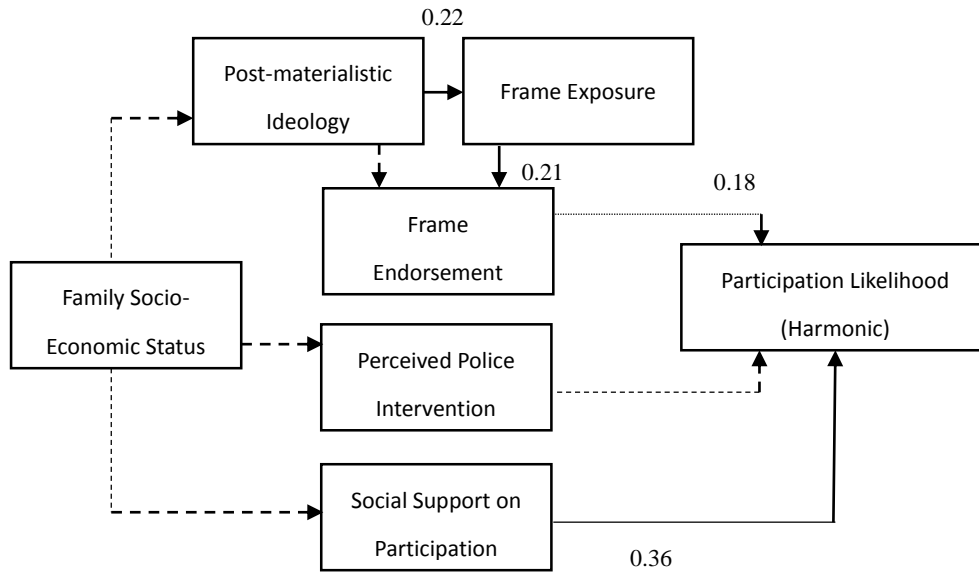 0.22
Post-materialistic
Ideology
Frame Exposure
0.21
0.18
Frame
Endorsement
Family Socio-
Economic Status
Participation Likelihood
(Harmonic)
Perceived Police
Intervention
Social Support on
Participation
0.36